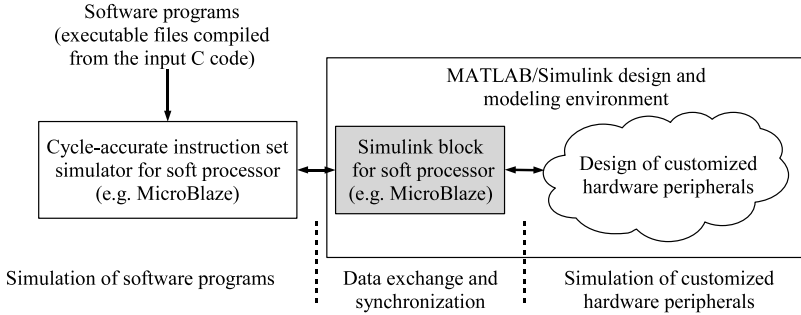 Software programs
(executable files compiled
from the input C code)
MATLAB/Simulink design and
modeling environment
Cycle-accurate instruction set
simulator for soft processor
(e.g. MicroBlaze)
Simulink block
for soft processor
(e.g. MicroBlaze)
Design of customized
hardware peripherals
Simulation of software programs
Data exchange and
synchronization
Simulation of customized
hardware peripherals